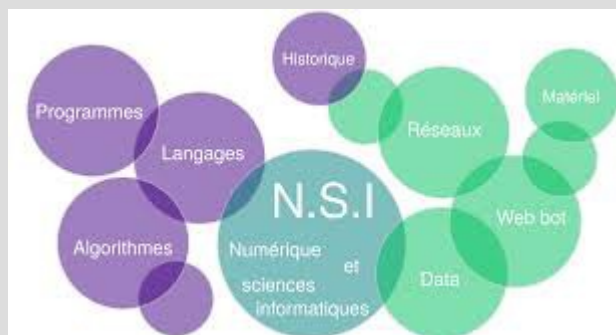 Historique
Programmes
Matériel
Réseaux
Langages
N.S.I
Web bot
Algorithmes
Numérique
et
sciences
informatiques
Data